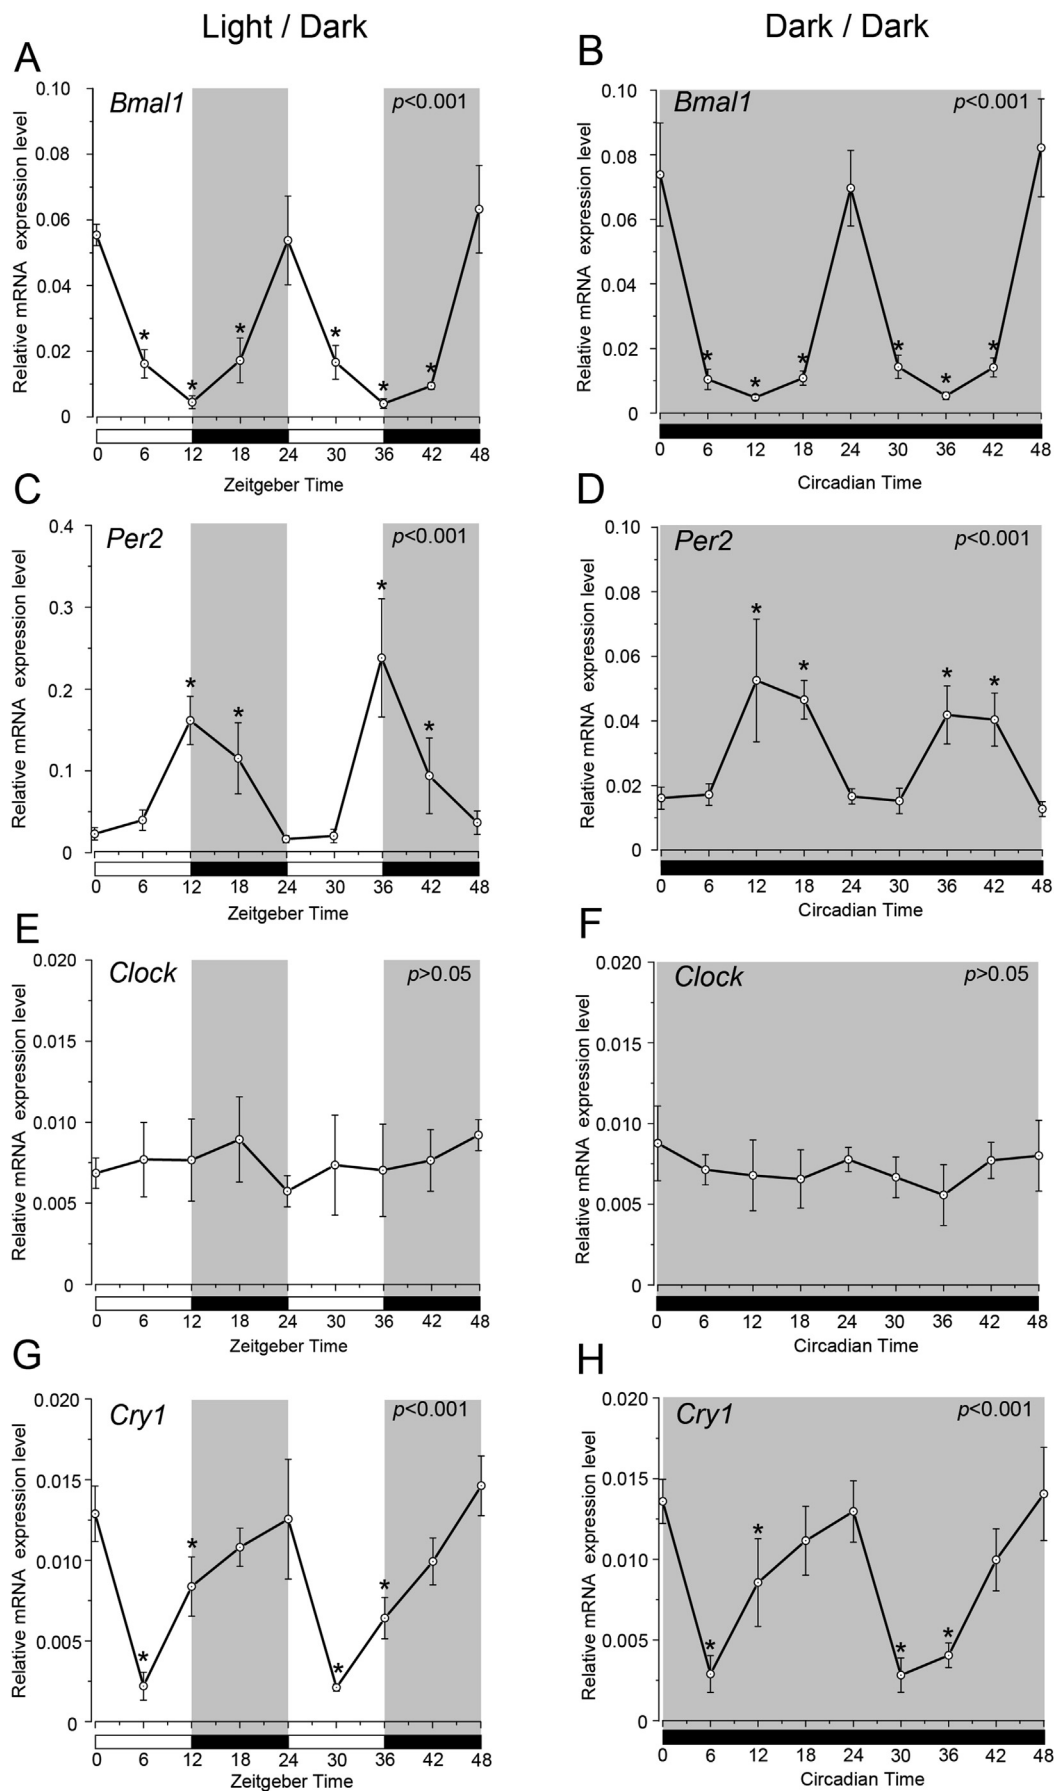 Light / Dark
Dark / Dark
A
Bmal1
p<0.001
*
*
*
*
*
*
0.10
0.08
0.06
0.04
0.02
0
Relative mRNA expression level
0 6 12 18 24 30 36 42 48
Zeitgeber Time
B
Bmal1
p<0.001
*
*
*
*
*
*
0.10
0.08
0.06
0.04
0.02
0
Relative mRNA expression level
0 6 12 18 24 30 36 42 48
Circadian Time
C
Per2
p<0.001
*
*
*
*
0.4
0.3
0.2
0.1
0
Relative mRNA expression level
0 6 12 18 24 30 36 42 48
Zeitgeber Time
D
Per2
p<0.001
*
*
*
*
0.10
0.08
0.06
0.04
0.02
0
Relative mRNA expression level
0 6 12 18 24 30 36 42 48
Circadian Time
E
Clock
p>0.05
0.020
0.015
0.010
0.005
0
Relative mRNA expression level
0 6 12 18 24 30 36 42 48
Zeitgeber Time
F
Clock
p>0.05
0.020
0.015
0.010
0.005
0
Relative mRNA expression level
0 6 12 18 24 30 36 42 48
Circadian Time
G
Cry1
p<0.001
*
*
*
*
0.020
0.015
0.010
0.005
0
Relative mRNA expression level
0 6 12 18 24 30 36 42 48
Zeitgeber Time
H
Cry1
p<0.001
*
*
*
*
0.020
0.015
0.010
0.005
0
Relative mRNA expression level
0 6 12 18 24 30 36 42 48
Circadian Time